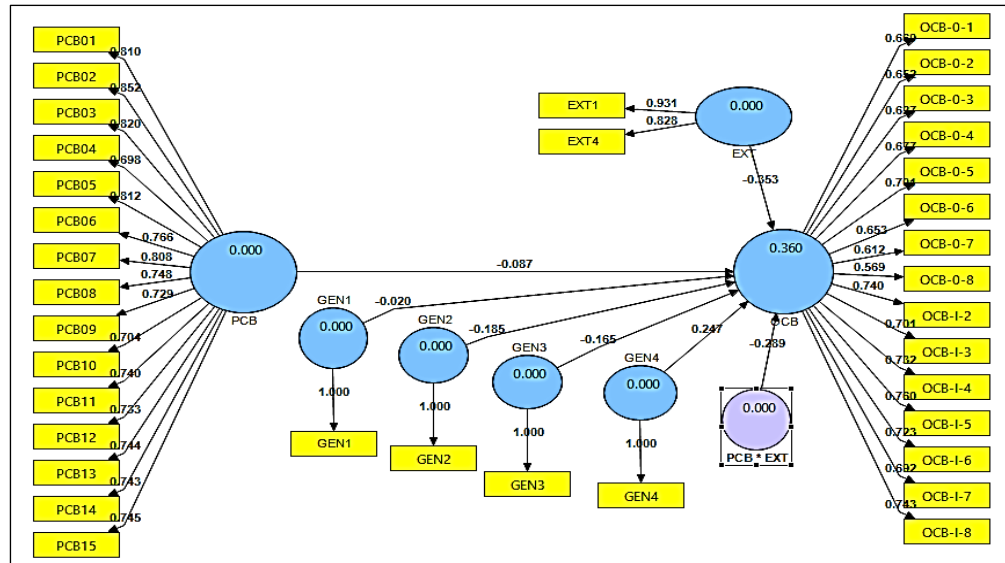 PCB01
0.810
PCB02
0.852
PCB03
0.820
PCB04
0.698
PCB05
0.812
PCB06
0.766
PCB07
0.808
PCB08
0.748
0.729
PCB09
0.704
PCB10
0.740
PCB11
0.733
PCB12
0.744
PCB13
0.743
PCB14
0.745
PCB15
0.000
PCB
-0.087
EXT1
0.931
EXT4
0.828
0.000
EXT
-0.353
GEN1
-0.020
0.000
1.000
GEN1
GEN2
-0.185
0.000
1.000
GEN2
GEN3
-0.165
0.000
1.000
GEN3
GEN4
0.247
0.000
1.000
GEN4
0.360
OCB
-0.289
0.000
PCB * EXT
OCB-0-1
0.660
OCB-0-2
0.652
OCB-0-3
OCB-0-4
0.677
OCB-0-5
OCB-0-6
0.653
OCB-0-7
0.612
OCB-0-8
0.569
0.740
OCB-I-2
0.701
OCB-I-3
0.732
OCB-I-4
0.760
OCB-I-5
0.723
OCB-I-6
0.692
OCB-I-7
0.743
OCB-I-8